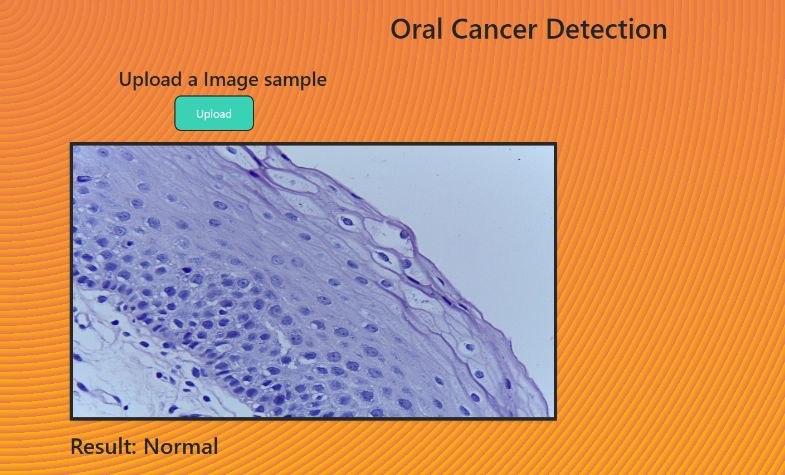 Oral Cancer Detection
Upload a Image sample
Upload
Result: Normal